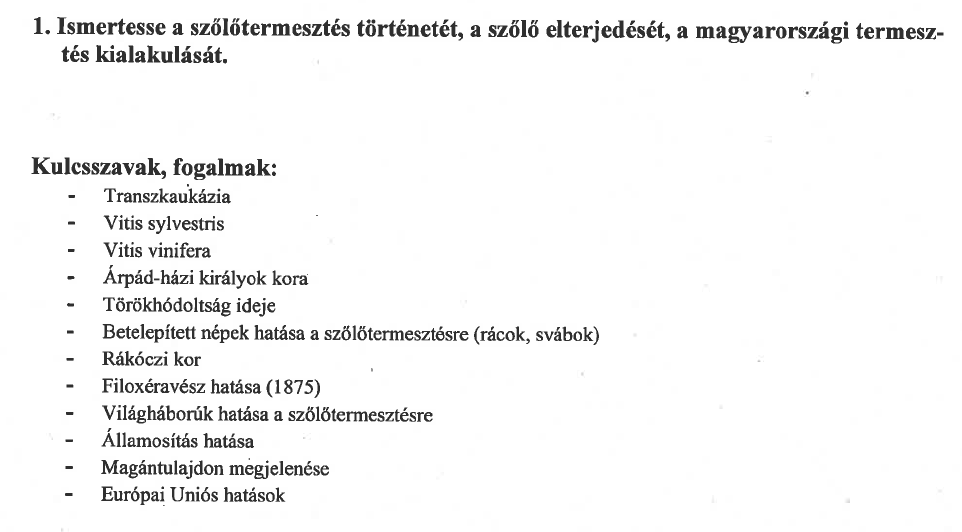 1. Ismertesse a szőlőtermesztés történetét, a szőlő elterjedését, a magyarországi termesz-
tés kialakulását.
Kulcsszavak, fogalmak:
- Transzkaukázia
- Vitis sylvestris
- Vitis vinifera
- Árpád-házi királyok kora
- Törökhódoltság ideje
- Betelepített népek hatása a szőlőtermesztésre (rácok, svábok)
- Rákóczi kor
- Filoxéravész hatása (1875)
- Világháborúk hatása a szőlőtermesztésre
- Államosítás hatása
- Magántulajdon megjelenése
- Európai Uniós hatások